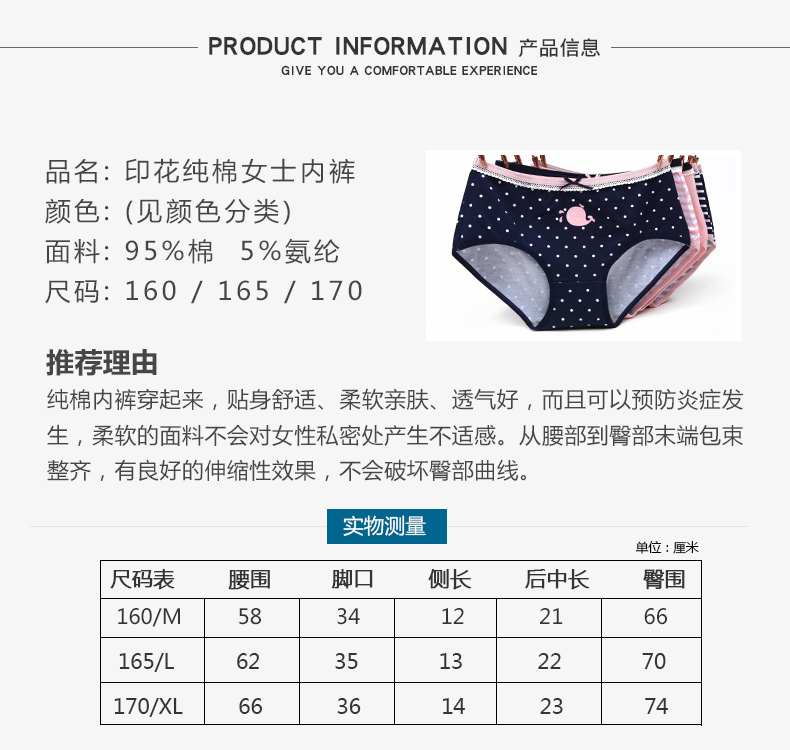 PRODUCT INFORMATION 产品信息
GIVE YOU A COMFORTABLE EXPERIENCE
品名: 印花纯棉女士内裤
颜色: (见颜色分类)
面料: 95%棉 5%氨纶
尺码: 160 / 165 / 170
推荐理由
纯棉内裤穿起来，贴身舒适、柔软亲肤、透气好，而且可以预防炎症发
生，柔软的面料不会对女性私密处产生不适感。从腰部到臀部末端包束
整齐，有良好的伸缩性效果，不会破坏臀部曲线。
实物测量
单位：厘米
尺码表 腰围 脚口 侧长 后中长 臀围
160/M 58 34 12 21 66
165/L 62 35 13 22 70
170/XL 66 36 14 23 74